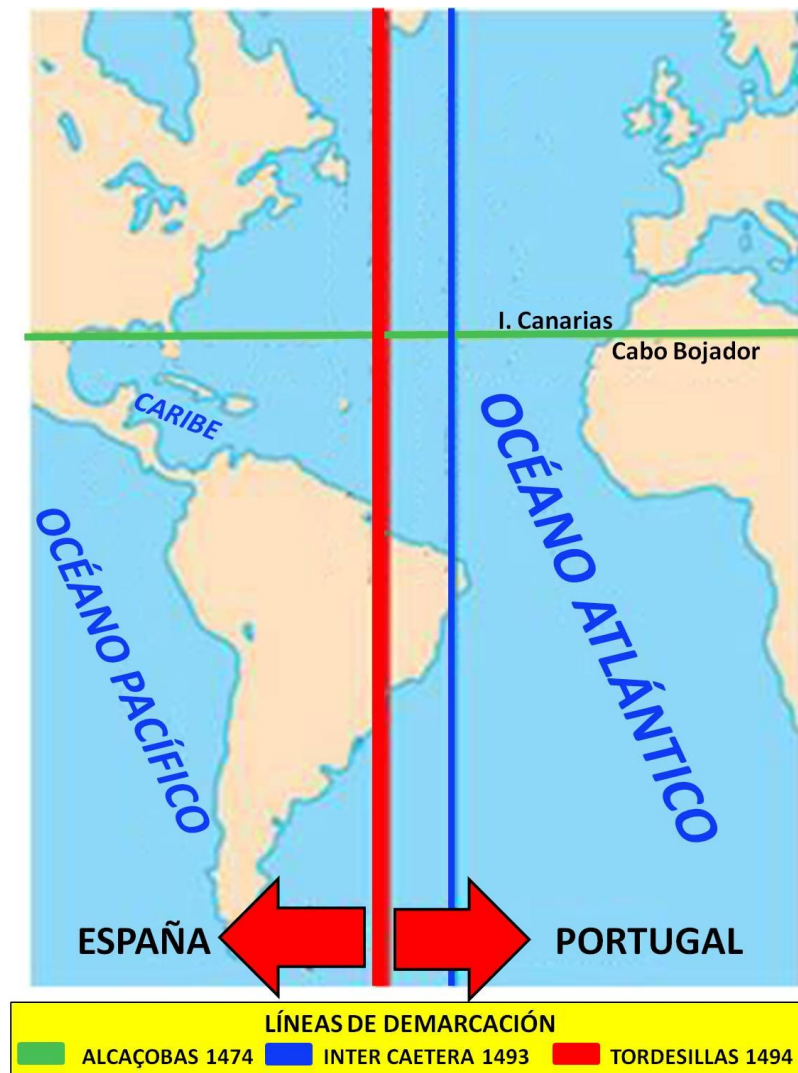 I. Canarias
Cabo Bojador
CARIBE
OCÉANO ATLÁNTICO
OCÉANO PACÍFICO
ESPAÑA
PORTUGAL
LÍNEAS DE DEMARCACIÓN
ALCAÇOBAS 1474 INTER CAETERA 1493 TORDESILLAS 1494